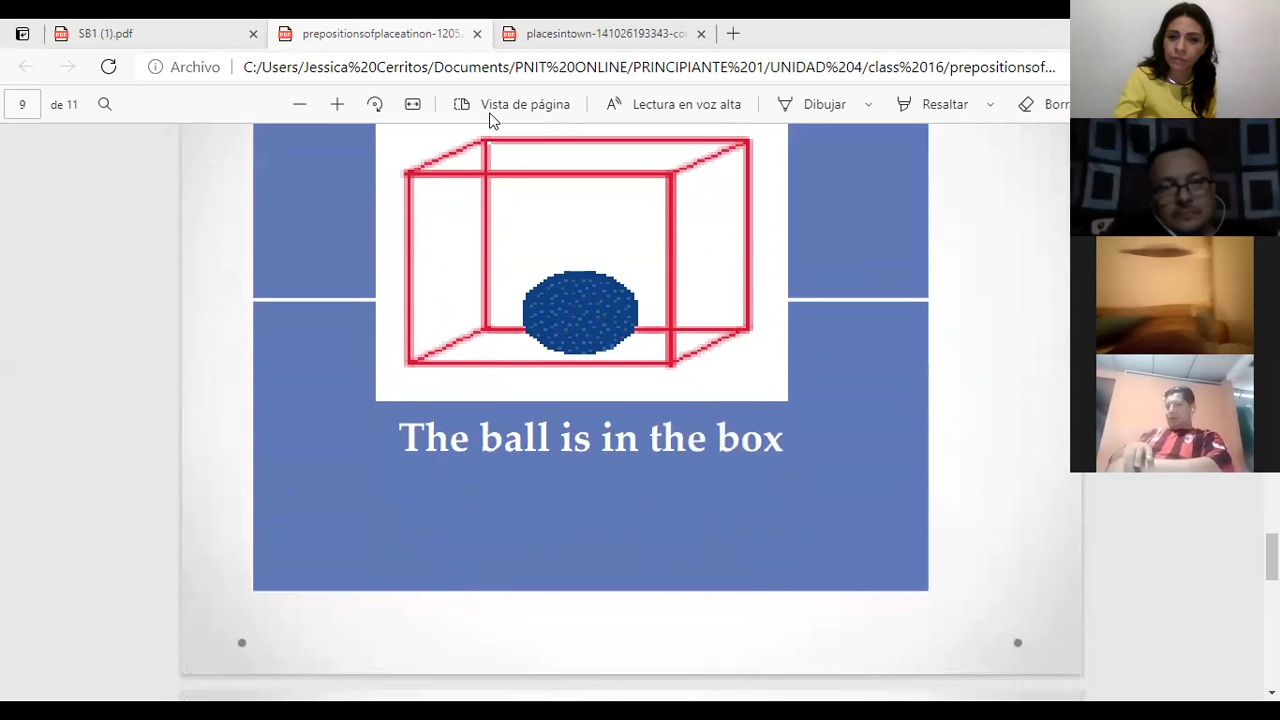 SB1 (1).pdf
prepositionsofplaceatinon-1205
placesintown-141026193343-co
Archivo
C:/Users/Jessica%20Cerritos/Documents/PNIT%20ONLINE/PRINCIPIANTE%201/UNIDAD%204/class%2016/prepositionsof...
9 de 11
Vista de página
Lectura en voz alta
Dibujar
Resaltar
Borr
The ball is in the box